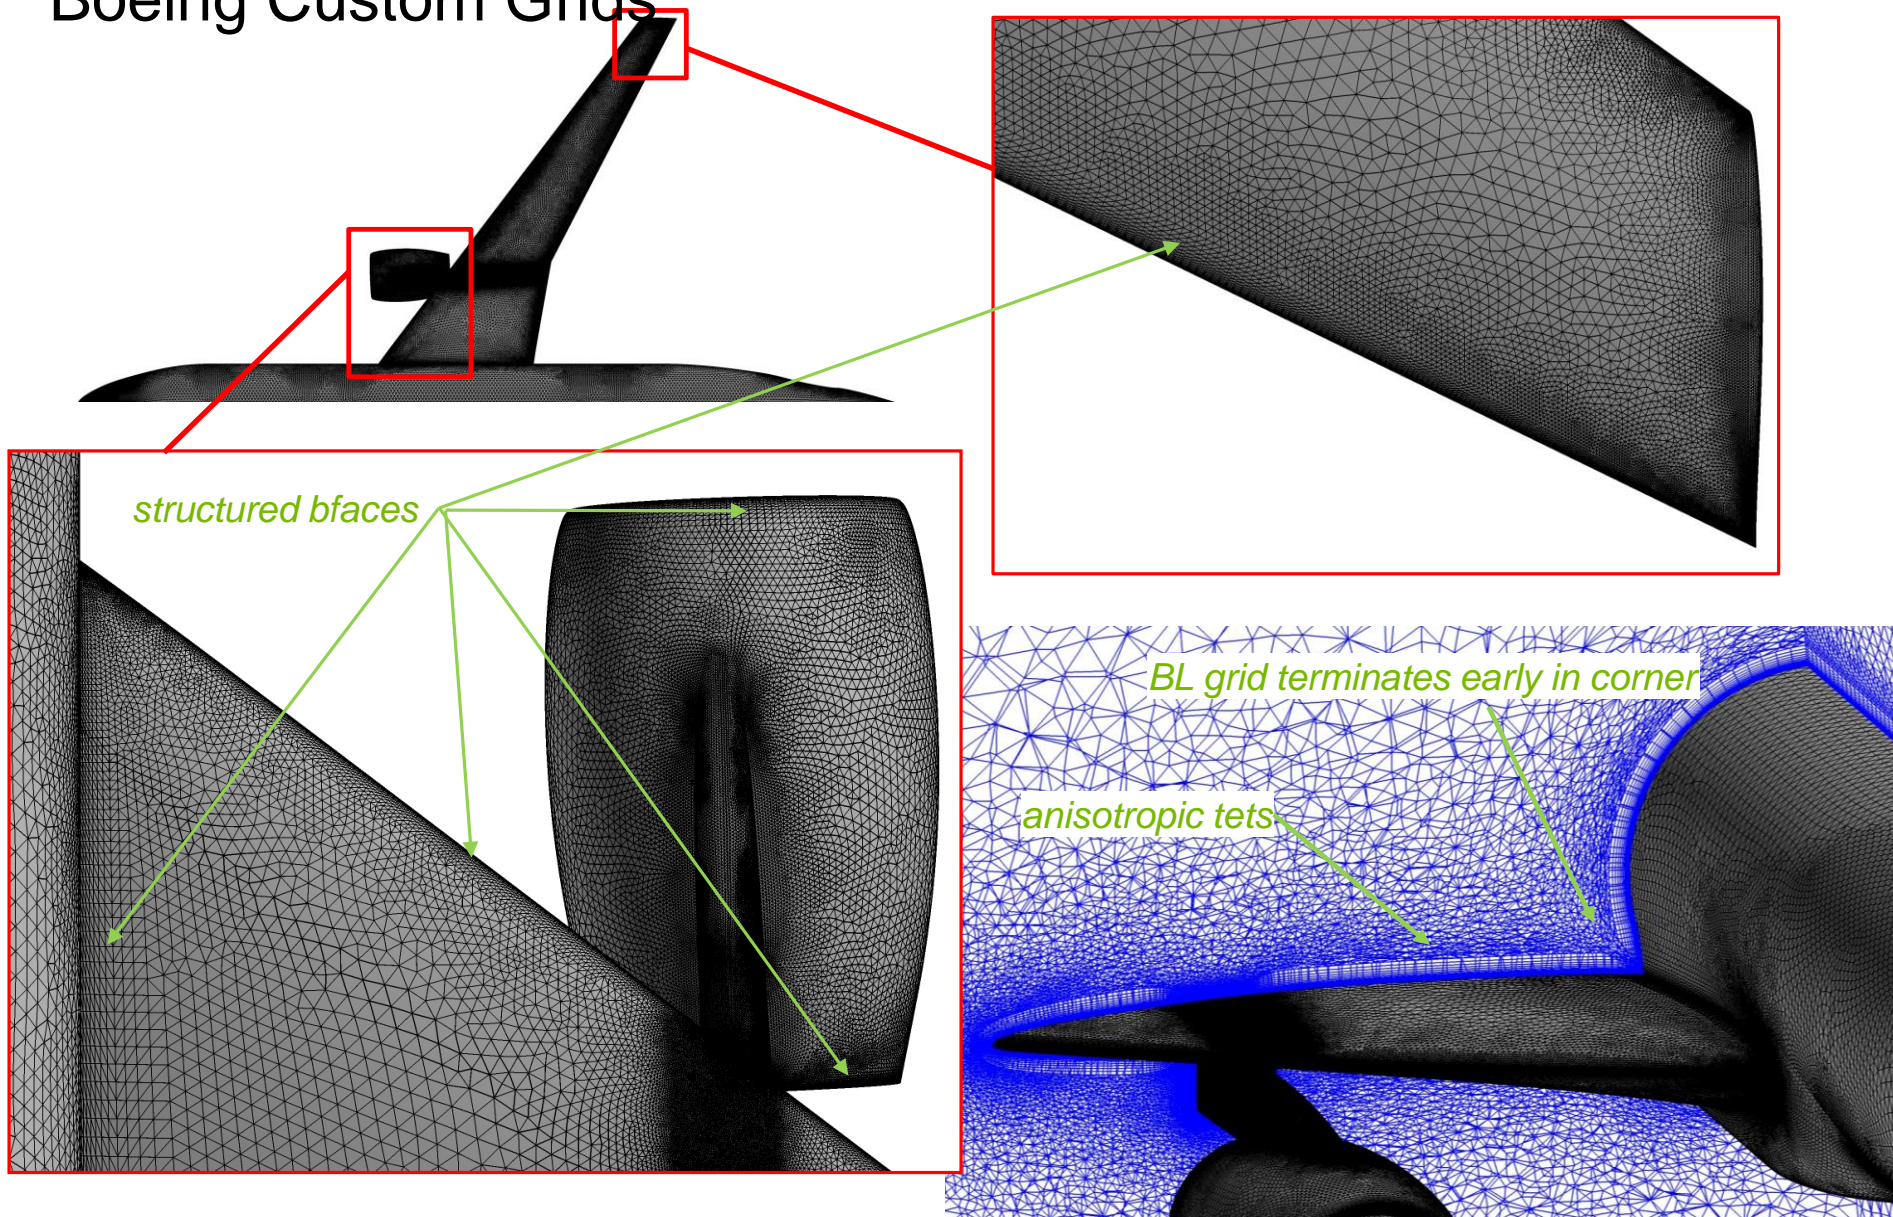 Boeing Custom Grids
structured bfaces
BL grid terminates early in corner
anisotropic tets